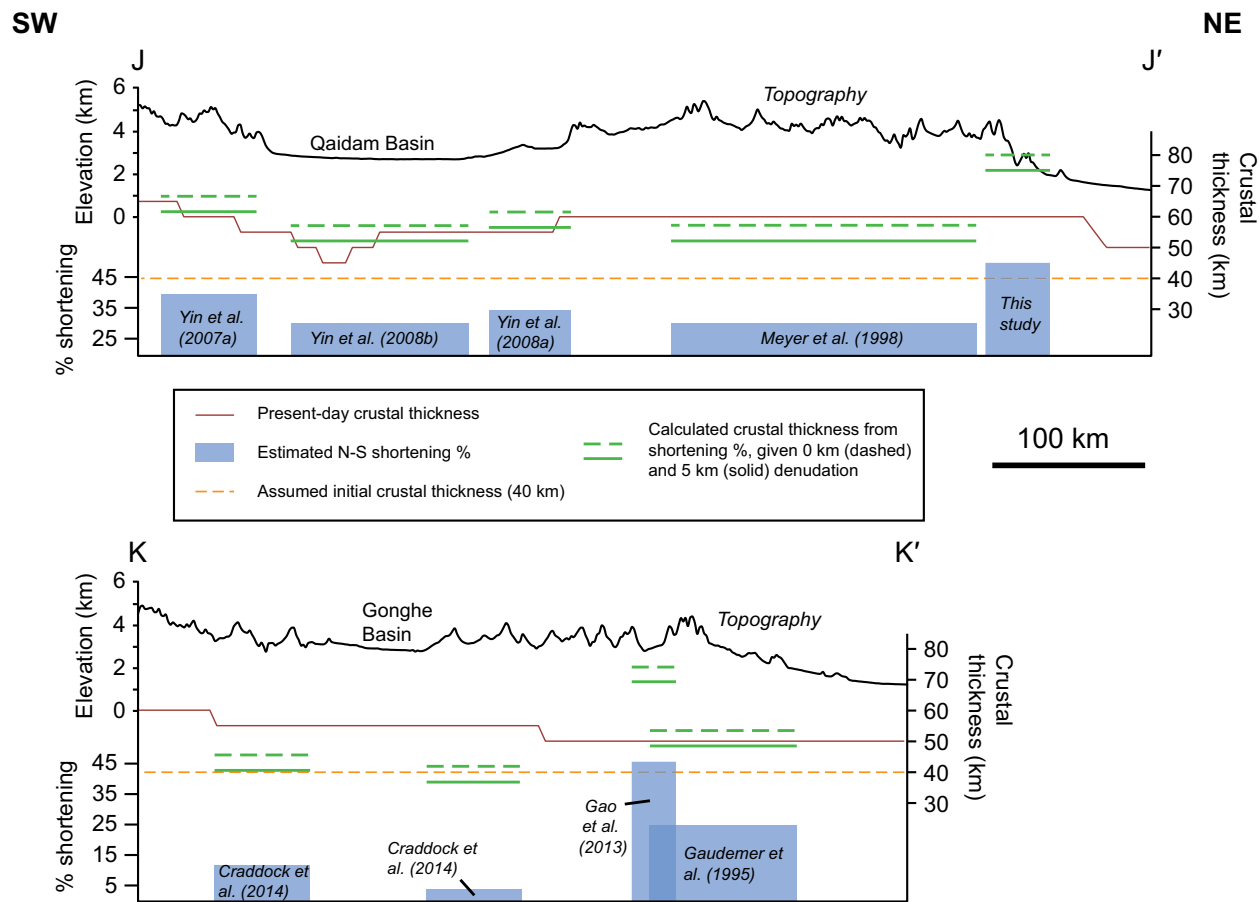 SW
NE
J
J′
6
4
2
0
Elevation (km)
Topography
Qaidam Basin
80
70
60
50
40
30
Crustal
thickness
(km)
45
35
25
% shortening
Yin et al.
(2007a)
Yin et al. (2008b)
Yin et al.
(2008a)
Meyer et al. (1998)
This
study
Present-day crustal thickness
Estimated N-S shortening %
Assumed initial crustal thickness (40 km)
Calculated crustal thickness from
shortening %, given 0 km (dashed)
and 5 km (solid) denudation
100 km
K
K′
6
4
2
0
Elevation (km)
Gonghe
Basin
Topography
80
70
60
50
40
30
Crustal
thickness (km)
45
35
25
15
5
% shortening
Craddock et
al. (2014)
Craddock et
al. (2014)
Gao
et al.
(2013)
Gaudemer et
al. (1995)